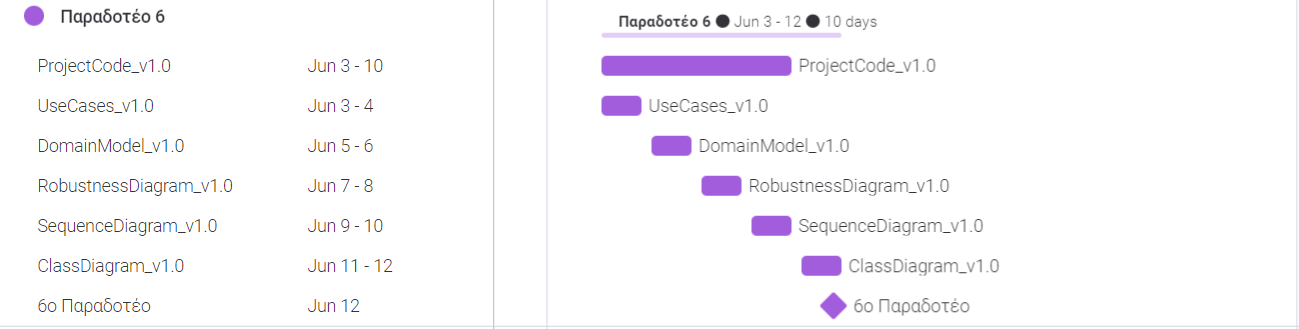 Παραδοτέο 6
Παραδοτέο 6 ● Jun 3 - 12 ● 10 days
ProjectCode_v1.0 Jun 3 - 10 ProjectCode_v1.0
UseCases_v1.0 Jun 3 - 4 UseCases_v1.0
DomainModel_v1.0 Jun 5 - 6 DomainModel_v1.0
RobustnessDiagram_v1.0 Jun 7 - 8 RobustnessDiagram_v1.0
SequenceDiagram_v1.0 Jun 9 - 10 SequenceDiagram_v1.0
ClassDiagram_v1.0 Jun 11 - 12 ClassDiagram_v1.0
6ο Παραδοτέο Jun 12 6ο Παραδοτέο